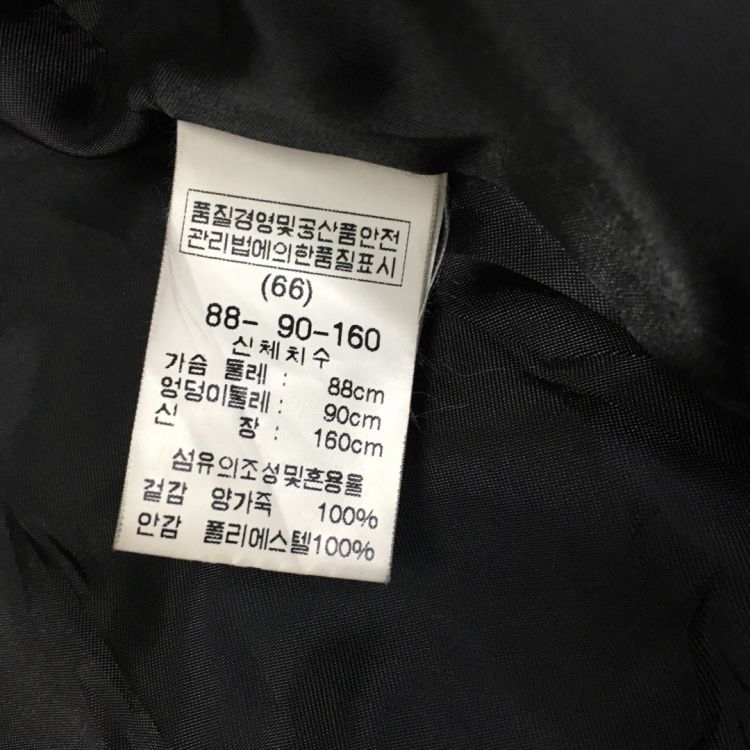 품질경영및공산품안전
관리법에의한품질표시
(66)
88- 90-160
신체치수
가슴 둘레 : 88cm
엉덩이둘레 : 90cm
신 장 : 160cm
섬유의조성및혼용율
겉감 양가죽 100%
안감 폴리에스텔100%